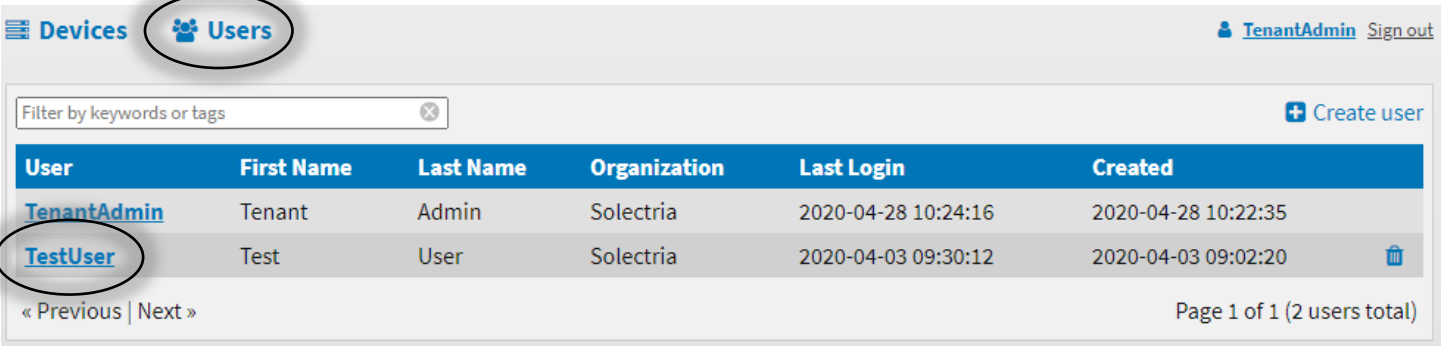 Devices Users TenantAdmin Sign out
Filter by keywords or tags Create user
User First Name Last Name Organization Last Login Created
TenantAdmin Tenant Admin Solectria 2020-04-28 10:24:16 2020-04-28 10:22:35
TestUser Test User Solectria 2020-04-03 09:30:12 2020-04-03 09:02:20
« Previous | Next » Page 1 of 1 (2 users total)